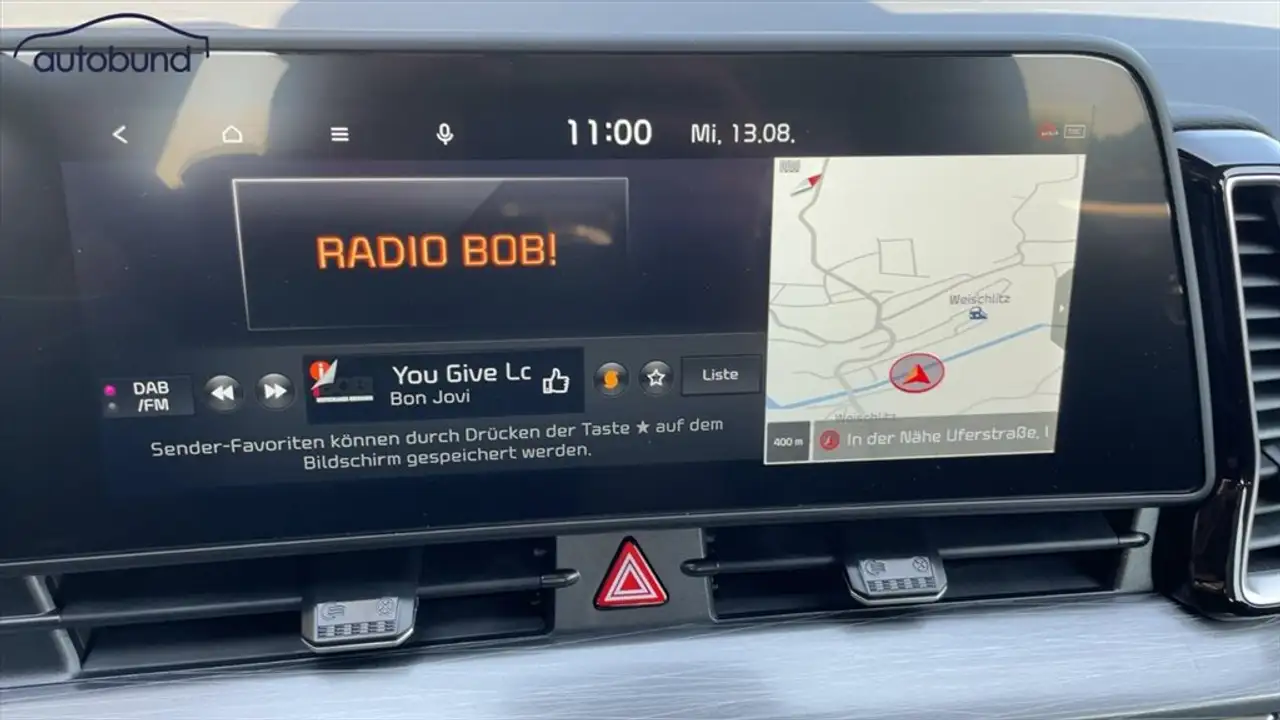 autobund
11:00 Mi, 13.08.
RADIO BOB!
Weischlitz
DAB
/FM
You Give Lc
Bon Jovi
Liste
Sender-Favoriten können durch Drücken der Taste ★ auf dem
Bildschirm gespeichert werden.
Weischlitz
400 m
In der Nähe Uferstraße,